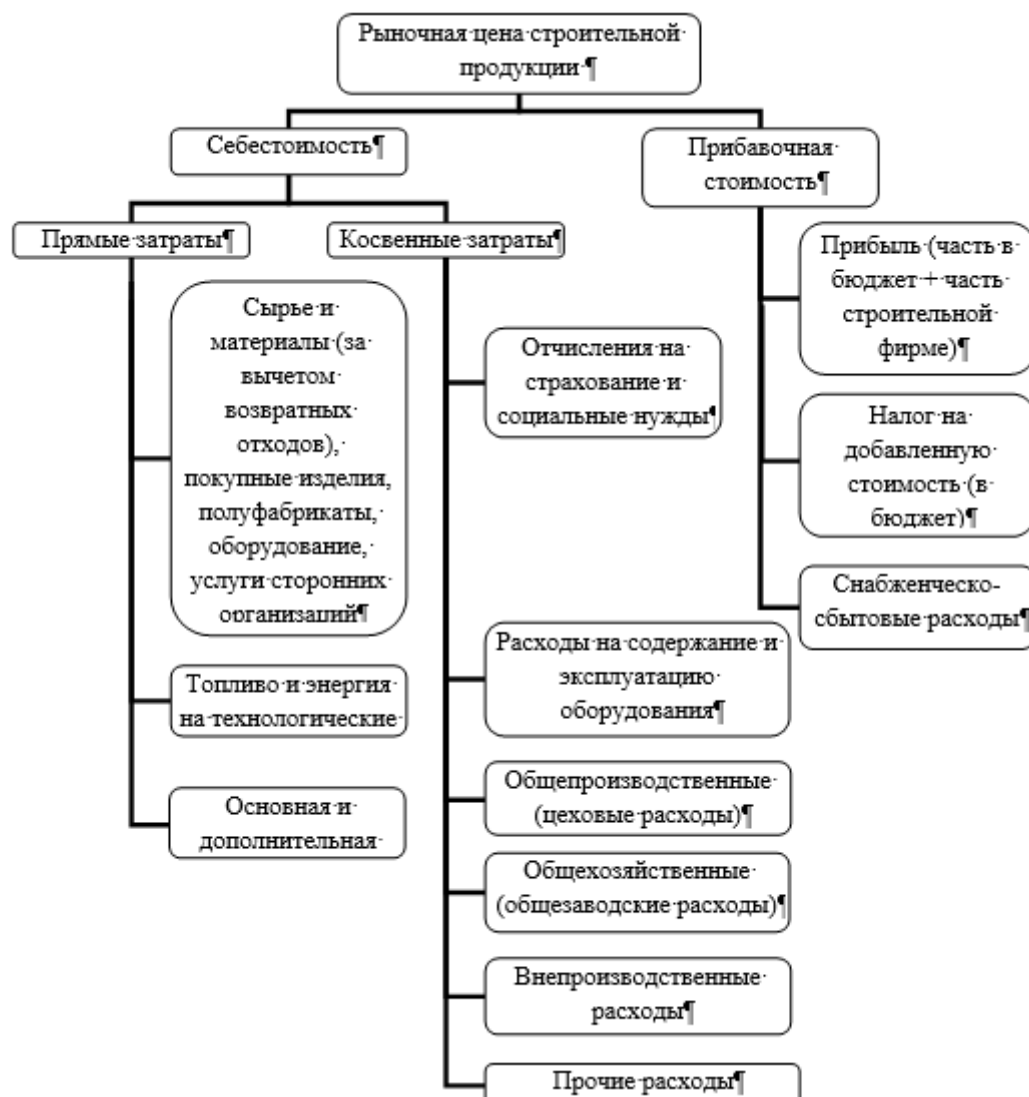 Рыночная·цена·строительной·
продукции·¶
Себестоимость¶
Прибавочная·
стоимость¶
Прямые·затраты¶
Косвенные·затраты¶
Сырье·и·
материалы·(за·
вычетом·
возвратных·
отходов),·
покупные·изделия,
полуфабрикаты,·
оборудование,·
услуги·сторонних·
организаций¶
Топливо·и·энергия·
на·технологические·
Основная·и·
дополнительная·
Отчисления·на·
страхование·и·
социальные·нужды¶
Расходы·на·содержание·и·
эксплуатацию·
оборудования¶
Общепроизводственные·
(цеховые·расходы)¶
Общехозяйственные·
(общезаводские·расходы)¶
Внепроизводственные·
расходы¶
Прочие·расходы¶
Прибыль·(часть·в·
бюджет·+·часть·
строительной·
фирме)¶
Налог·на·
добавленную·
стоимость·(в·
бюджет)¶
Снабженческо-
сбытовые·расходы¶